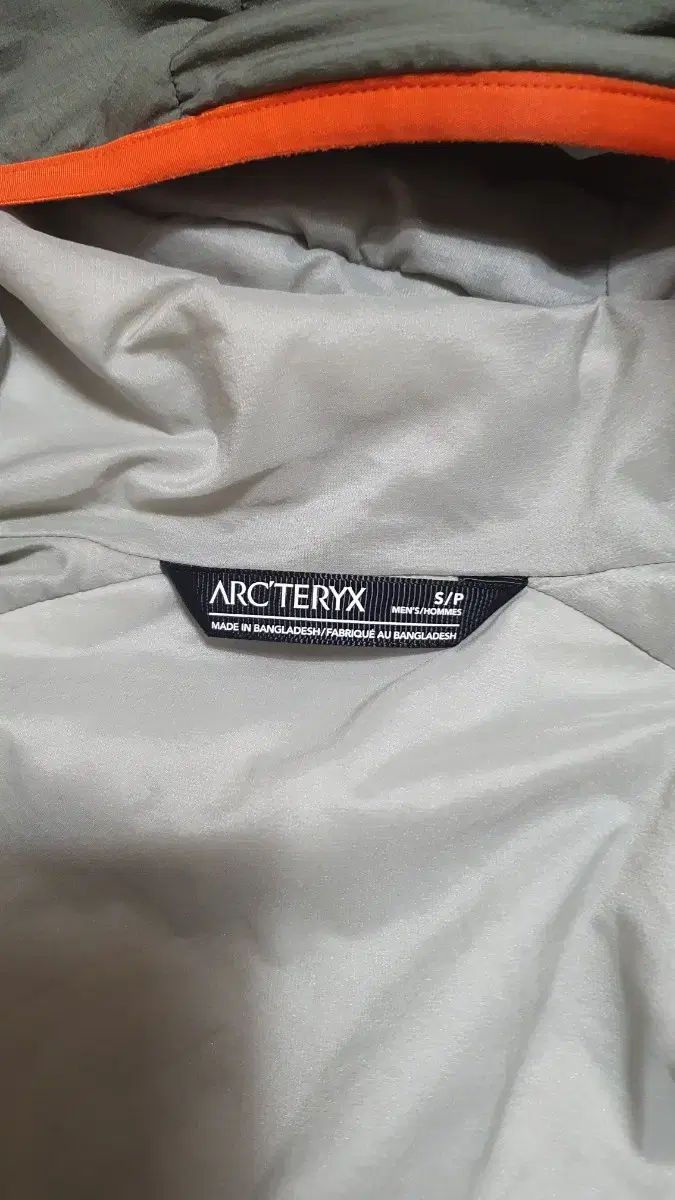 ARC'TERYX S/P
MEN'S/HOMMES
MADE IN BANGLADESH/FABRIQUÉ AU BANGLADESH